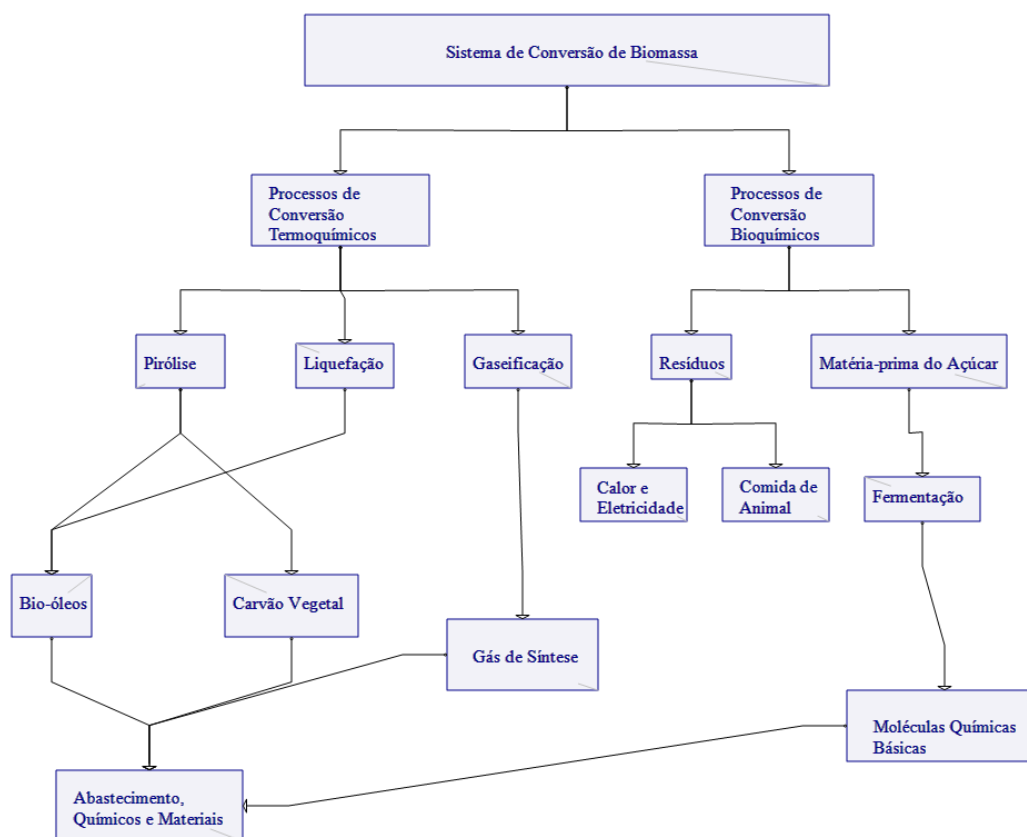 Sistema de Conversão de Biomassa
Processos de
Conversão
Termoquímicos
Processos de
Conversão
Bioquímicos
Pirólise
Liquefação
Gaseificação
Resíduos
Matéria-prima do Açúcar
Calor e
Eletricidade
Comida de
Animal
Fermentação
Bio-óleos
Carvão Vegetal
Gás de Síntese
Moléculas Químicas
Básicas
Abastecimento,
Químicos e Materiais